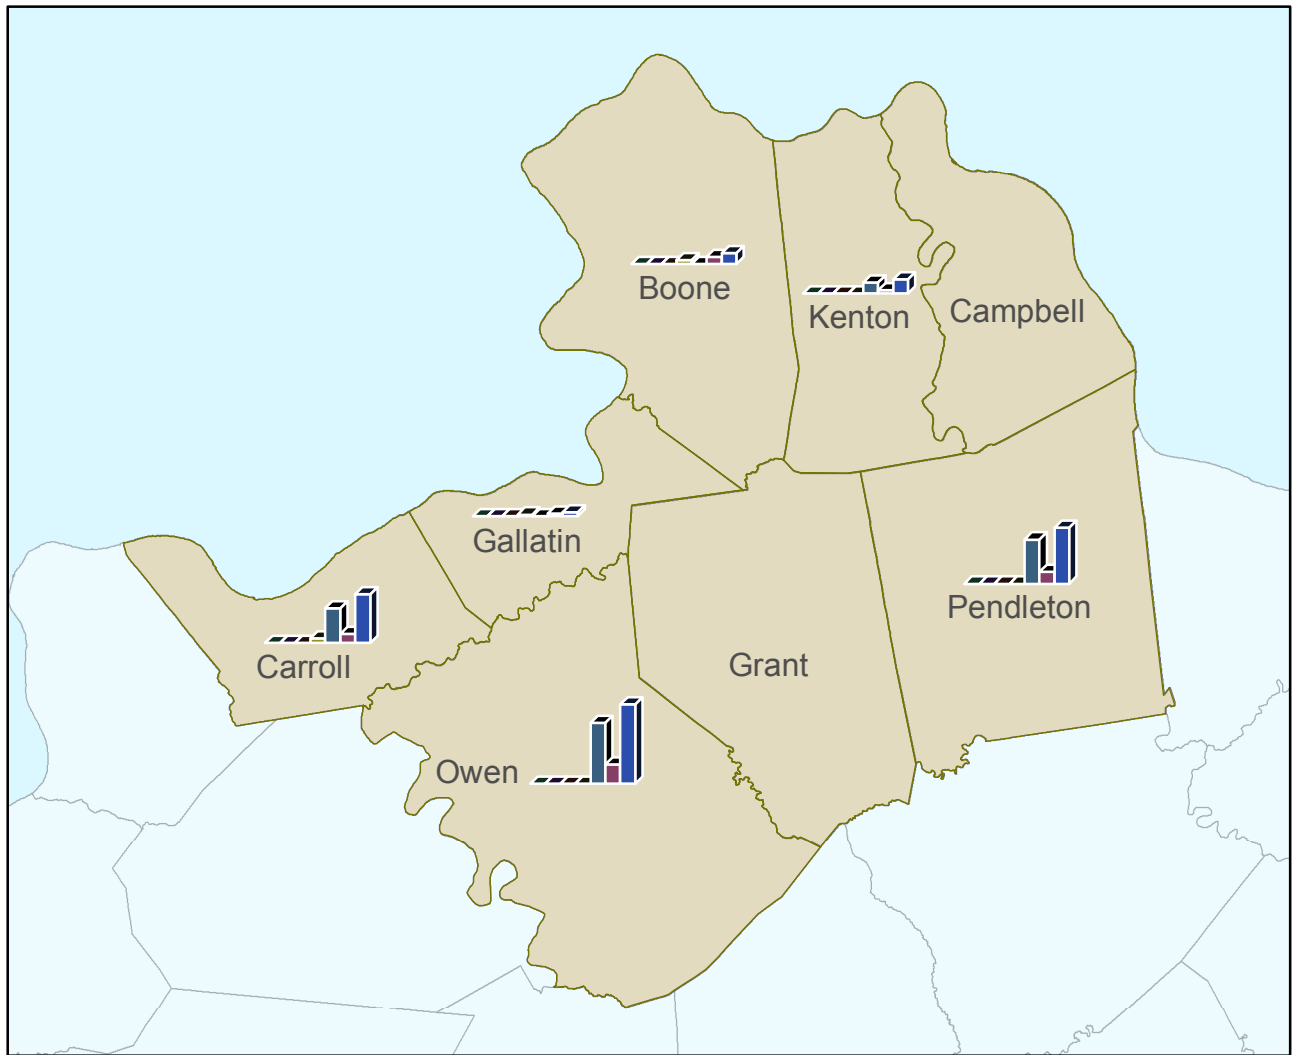 Boone
Kenton
Campbell
Gallatin
Pendleton
Carroll
Grant
Owen